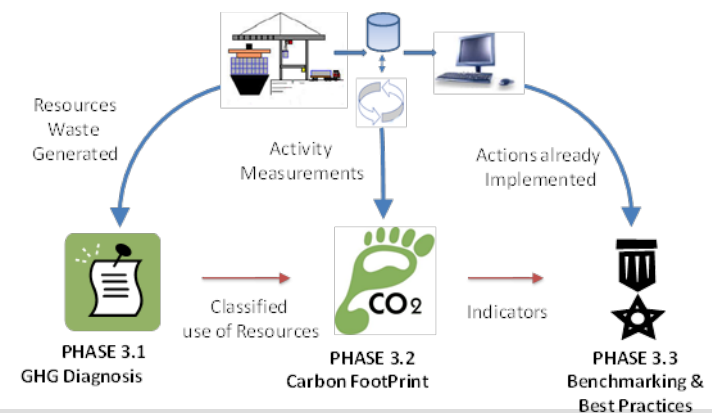 Resources
Waste
Generated
Activity
Measurements
Actions already
Implemented
CO2
Classified
use of Resources
Indicators
PHASE 3.1
GHG Diagnosis
PHASE 3.2
Carbon FootPrint
PHASE 3.3
Benchmarking &
Best Practices